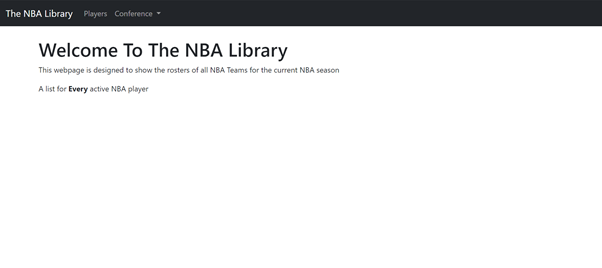 The NBA Library Players Conference
Welcome To The NBA Library
This webpage is designed to show the rosters of all NBA Teams for the current NBA season
A list for Every active NBA player